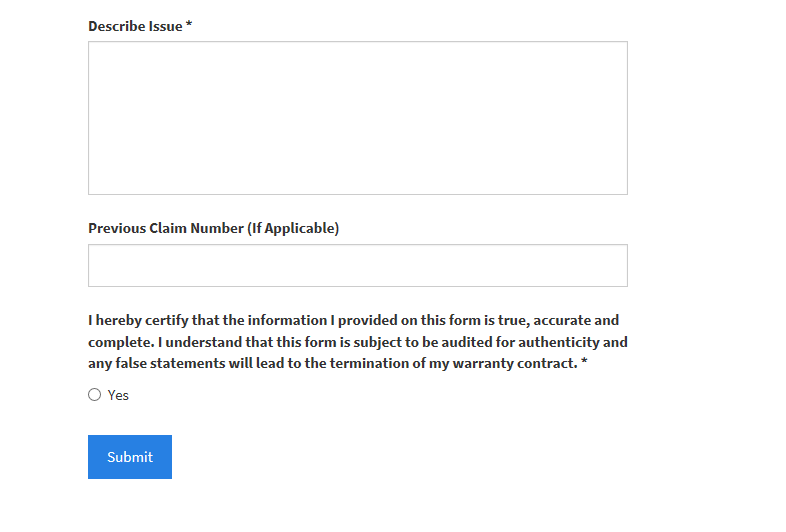 Describe Issue *
Previous Claim Number (If Applicable)
I hereby certify that the information I provided on this form is true, accurate and
complete. I understand that this form is subject to be audited for authenticity and
any false statements will lead to the termination of my warranty contract. *
Yes
Submit